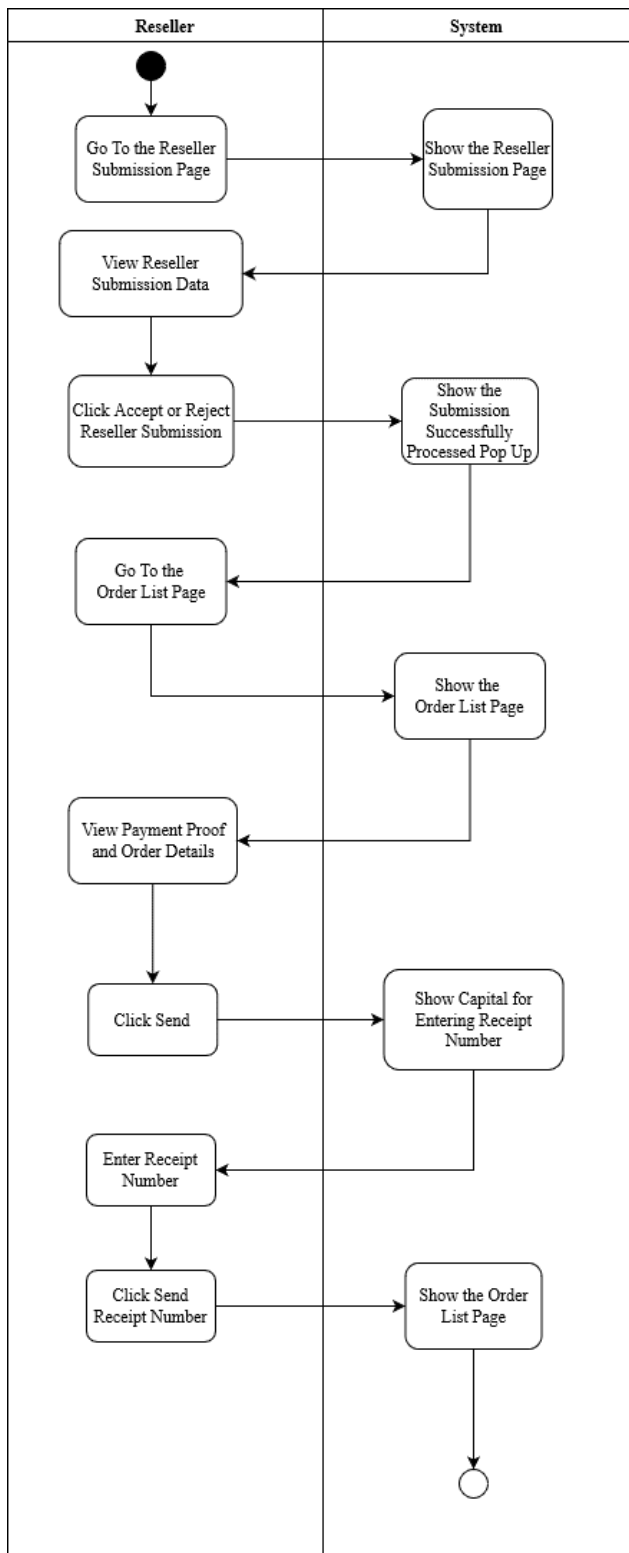 Reseller
System
Go To the Reseller
Submission Page
Show the Reseller
Submission Page
View Reseller
Submission Data
Click Accept or Reject
Reseller Submission
Show the
Submission
Successfully
Processed Pop Up
Go To the
Order List Page
Show the
Order List Page
View Payment Proof
and Order Details
Click Send
Show Capital for
Entering Receipt
Number
Enter Receipt
Number
Click Send
Receipt Number
Show the Order
List Page